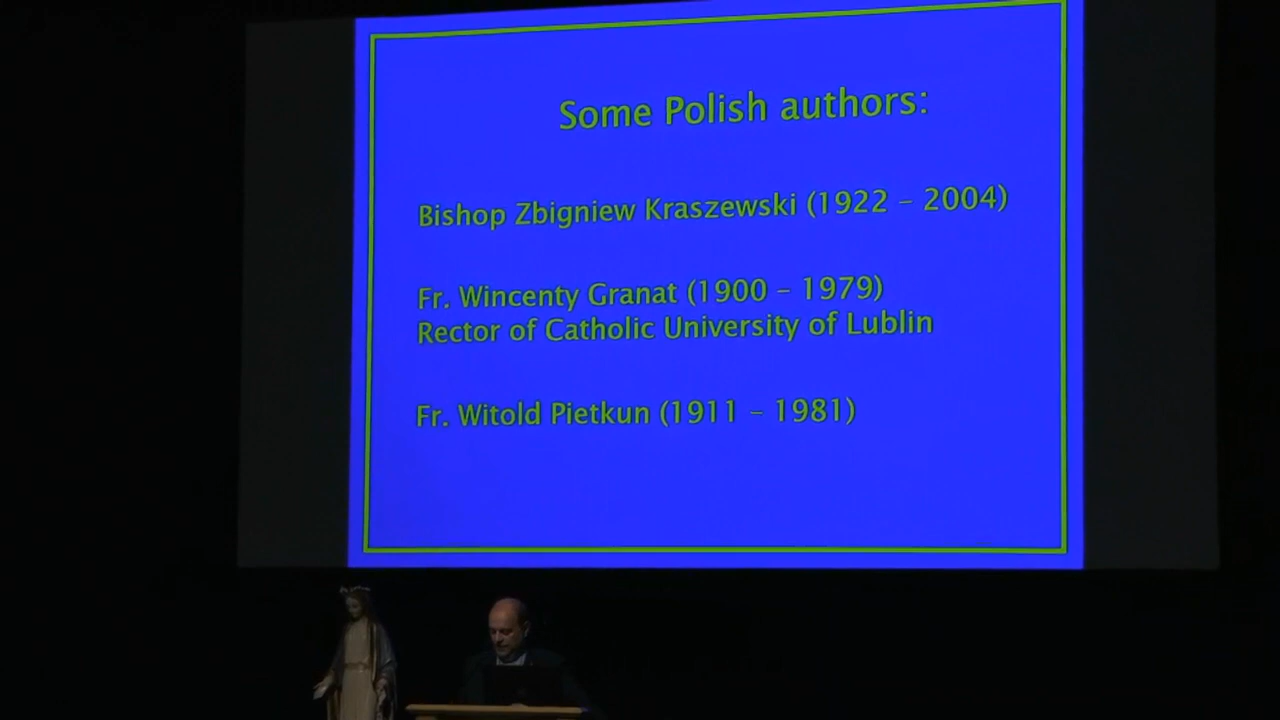 Some Polish authors:
Bishop Zbigniew Kraszewski (1922 – 2004)
Fr. Wincenty Granat (1900 – 1979)
Rector of Catholic University of Lublin
Fr. Witold Pietkun (1911 – 1981)